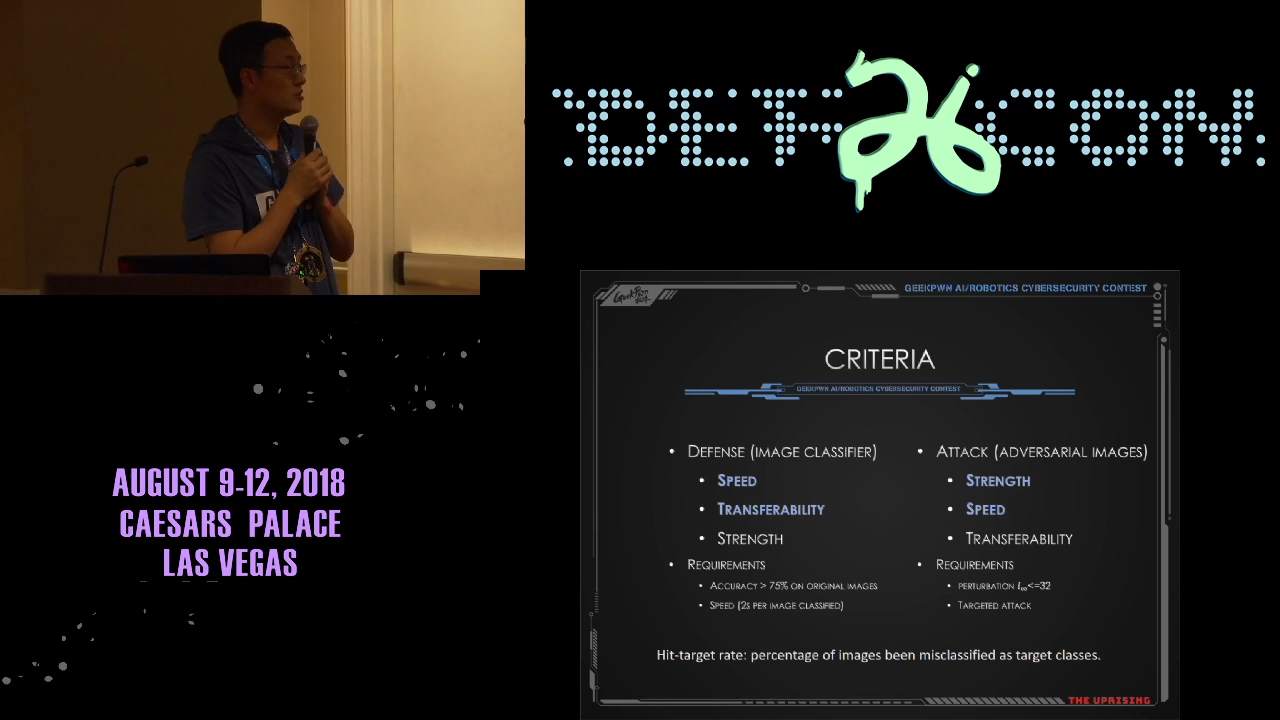 DEF 26 CON
GEEKPWN AI/ROBOTICS CYBERSECURITY CONTEST
CRITERIA
GEEKPWN AI/ROBOTICS CYBERSECURITY CONTEST
• DEFENSE (IMAGE CLASSIFIER)
• SPEED
• TRANSFERABILITY
• STRENGTH
• REQUIREMENTS
• ACCURACY > 75% ON ORIGINAL IMAGES
• SPEED (2S PER IMAGE CLASSIFIED)
• ATTACK (ADVERSARIAL IMAGES)
• STRENGTH
• SPEED
• TRANSFERABILITY
• REQUIREMENTS
• PERTURBATION l∞<=32
• TARGETED ATTACK
Hit-target rate: percentage of images been misclassified as target classes.
THE UPRISING
AUGUST 9-12, 2018
CAESARS PALACE
LAS VEGAS